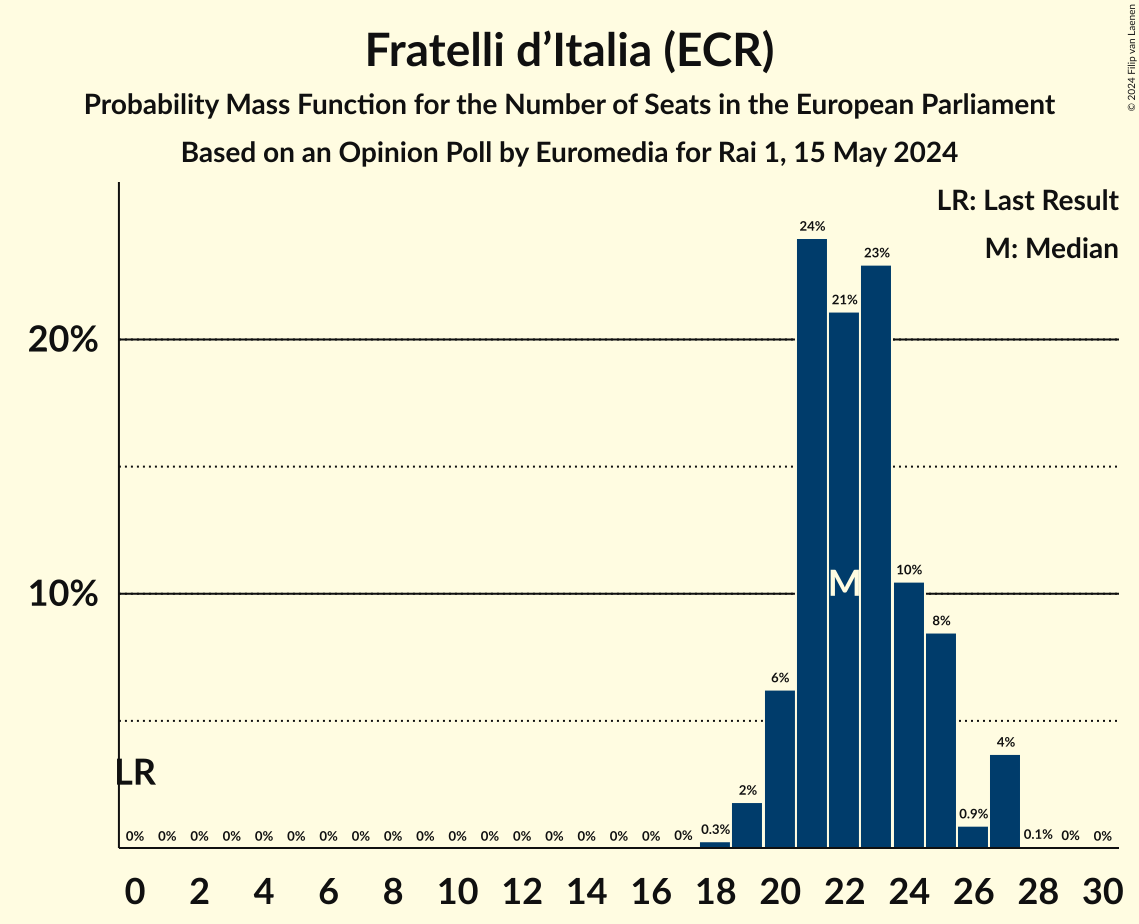 Fratelli d’Italia (ECR)
Probability Mass Function for the Number of Seats in the European Parliament
Based on an Opinion Poll by Euromedia for Rai 1, 15 May 2024
© 2024 Filip van Laenen
LR: Last Result
M: Median
24%
23%
21%
20%
M
10%
10%
8%
6%
4%
LR
2%
0% 0% 0% 0% 0% 0% 0% 0% 0% 0% 0% 0% 0% 0% 0% 0% 0% 0% 0.3% 0.9% 0.1% 0% 0%
0 2 4 6 8 10 12 14 16 18 20 22 24 26 28 30